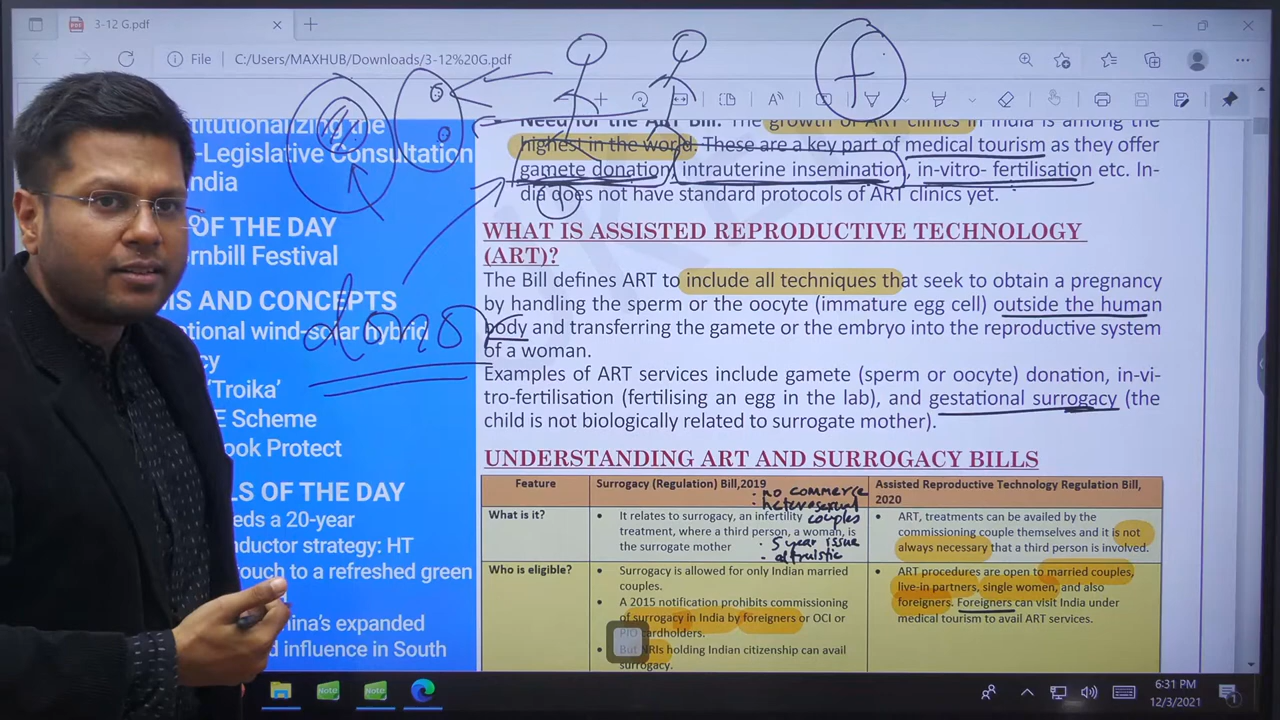 3-12 G.pdf
File
C:/Users/MAXHUB/Downloads/3-12%20G.pdf
titutionalizing the
-Legislative Consultation
ndia
OF THE DAY
ornbill Festival
MS AND CONCEPTS
ational wind-solar hybrid
cy
'Troika'
E Scheme
ook Protect
LS OF THE DAY
eeds a 20-year
nductor strategy: HT
touch to a refreshed green
hina's expanded
d influence in South
f
donor
Need for the ART Bill: The growth of ART clinics in India is among the
highest in the world. These are a key part of medical tourism as they offer
gamete donation, intrauterine insemination, in-vitro- fertilisation etc. In-
dia does not have standard protocols of ART clinics yet.
WHAT IS ASSISTED REPRODUCTIVE TECHNOLOGY
(ART)?
The Bill defines ART to include all techniques that seek to obtain a pregnancy
by handling the sperm or the oocyte (immature egg cell) outside the human
body and transferring the gamete or the embryo into the reproductive system
of a woman.
Examples of ART services include gamete (sperm or oocyte) donation, in-vi-
tro-fertilisation (fertilising an egg in the lab), and gestational surrogacy (the
child is not biologically related to surrogate mother).
UNDERSTANDING ART AND SURROGACY BILLS
Feature
Surrogacy (Regulation) Bill,2019
Assisted Reproductive Technology Regulation Bill,
2020
· no commerce
· heterosexual
couples
· 5 year issue
· altruistic
What is it?
• It relates to surrogacy, an infertility
treatment, where a third person, a woman, is
the surrogate mother
• ART, treatments can be availed by the
commissioning couple themselves and it is not
always necessary that a third person is involved.
Who is eligible?
• Surrogacy is allowed for only Indian married
couples.
• A 2015 notification prohibits commissioning
of surrogacy in India by foreigners or OCI or
PIO cardholders.
• But NRIs holding Indian citizenship can avail
surrogacy.
• ART procedures are open to married couples,
live-in partners, single women, and also
foreigners. Foreigners can visit India under
medical tourism to avail ART services.
6:31 PM
12/3/2021